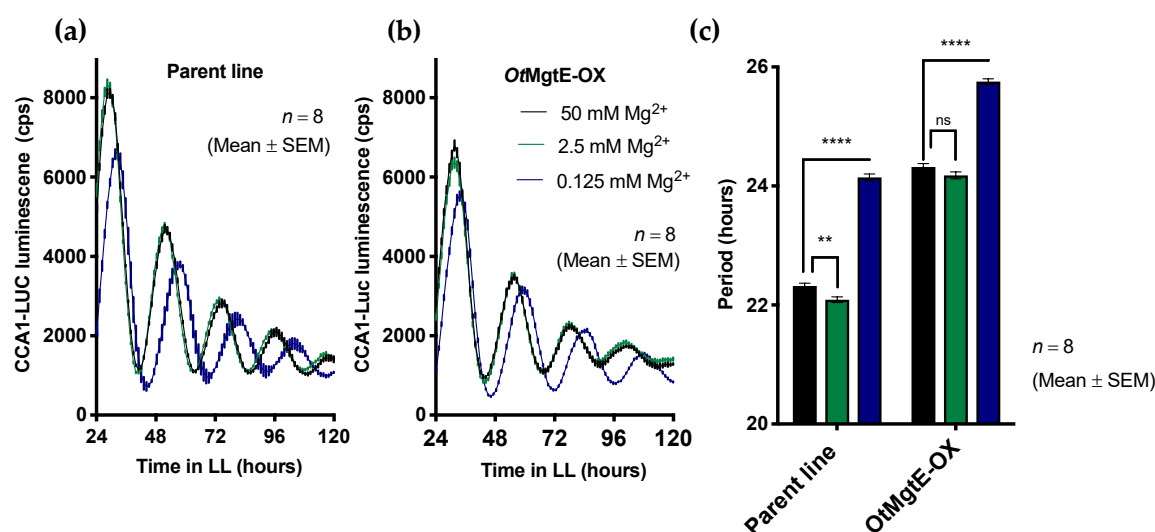 (a)
Parent line
n = 8
(Mean ± SEM)
CCA1-LUC luminescene (cps)
8000
6000
4000
2000
0
24 48 72 96 120
Time in LL (hours)
(b)
OtMgtE-OX
50 mM Mg²⁺
2.5 mM Mg²⁺
0.125 mM Mg²⁺
n = 8
(Mean ± SEM)
CCA1-Luc luminescence (cps)
8000
6000
4000
2000
0
24 48 72 96 120
Time in LL (hours)
(c)
Period (hours)
26
24
22
20
****
**
****
ns
Parent line
OtMgtE-OX
n = 8
(Mean ± SEM)